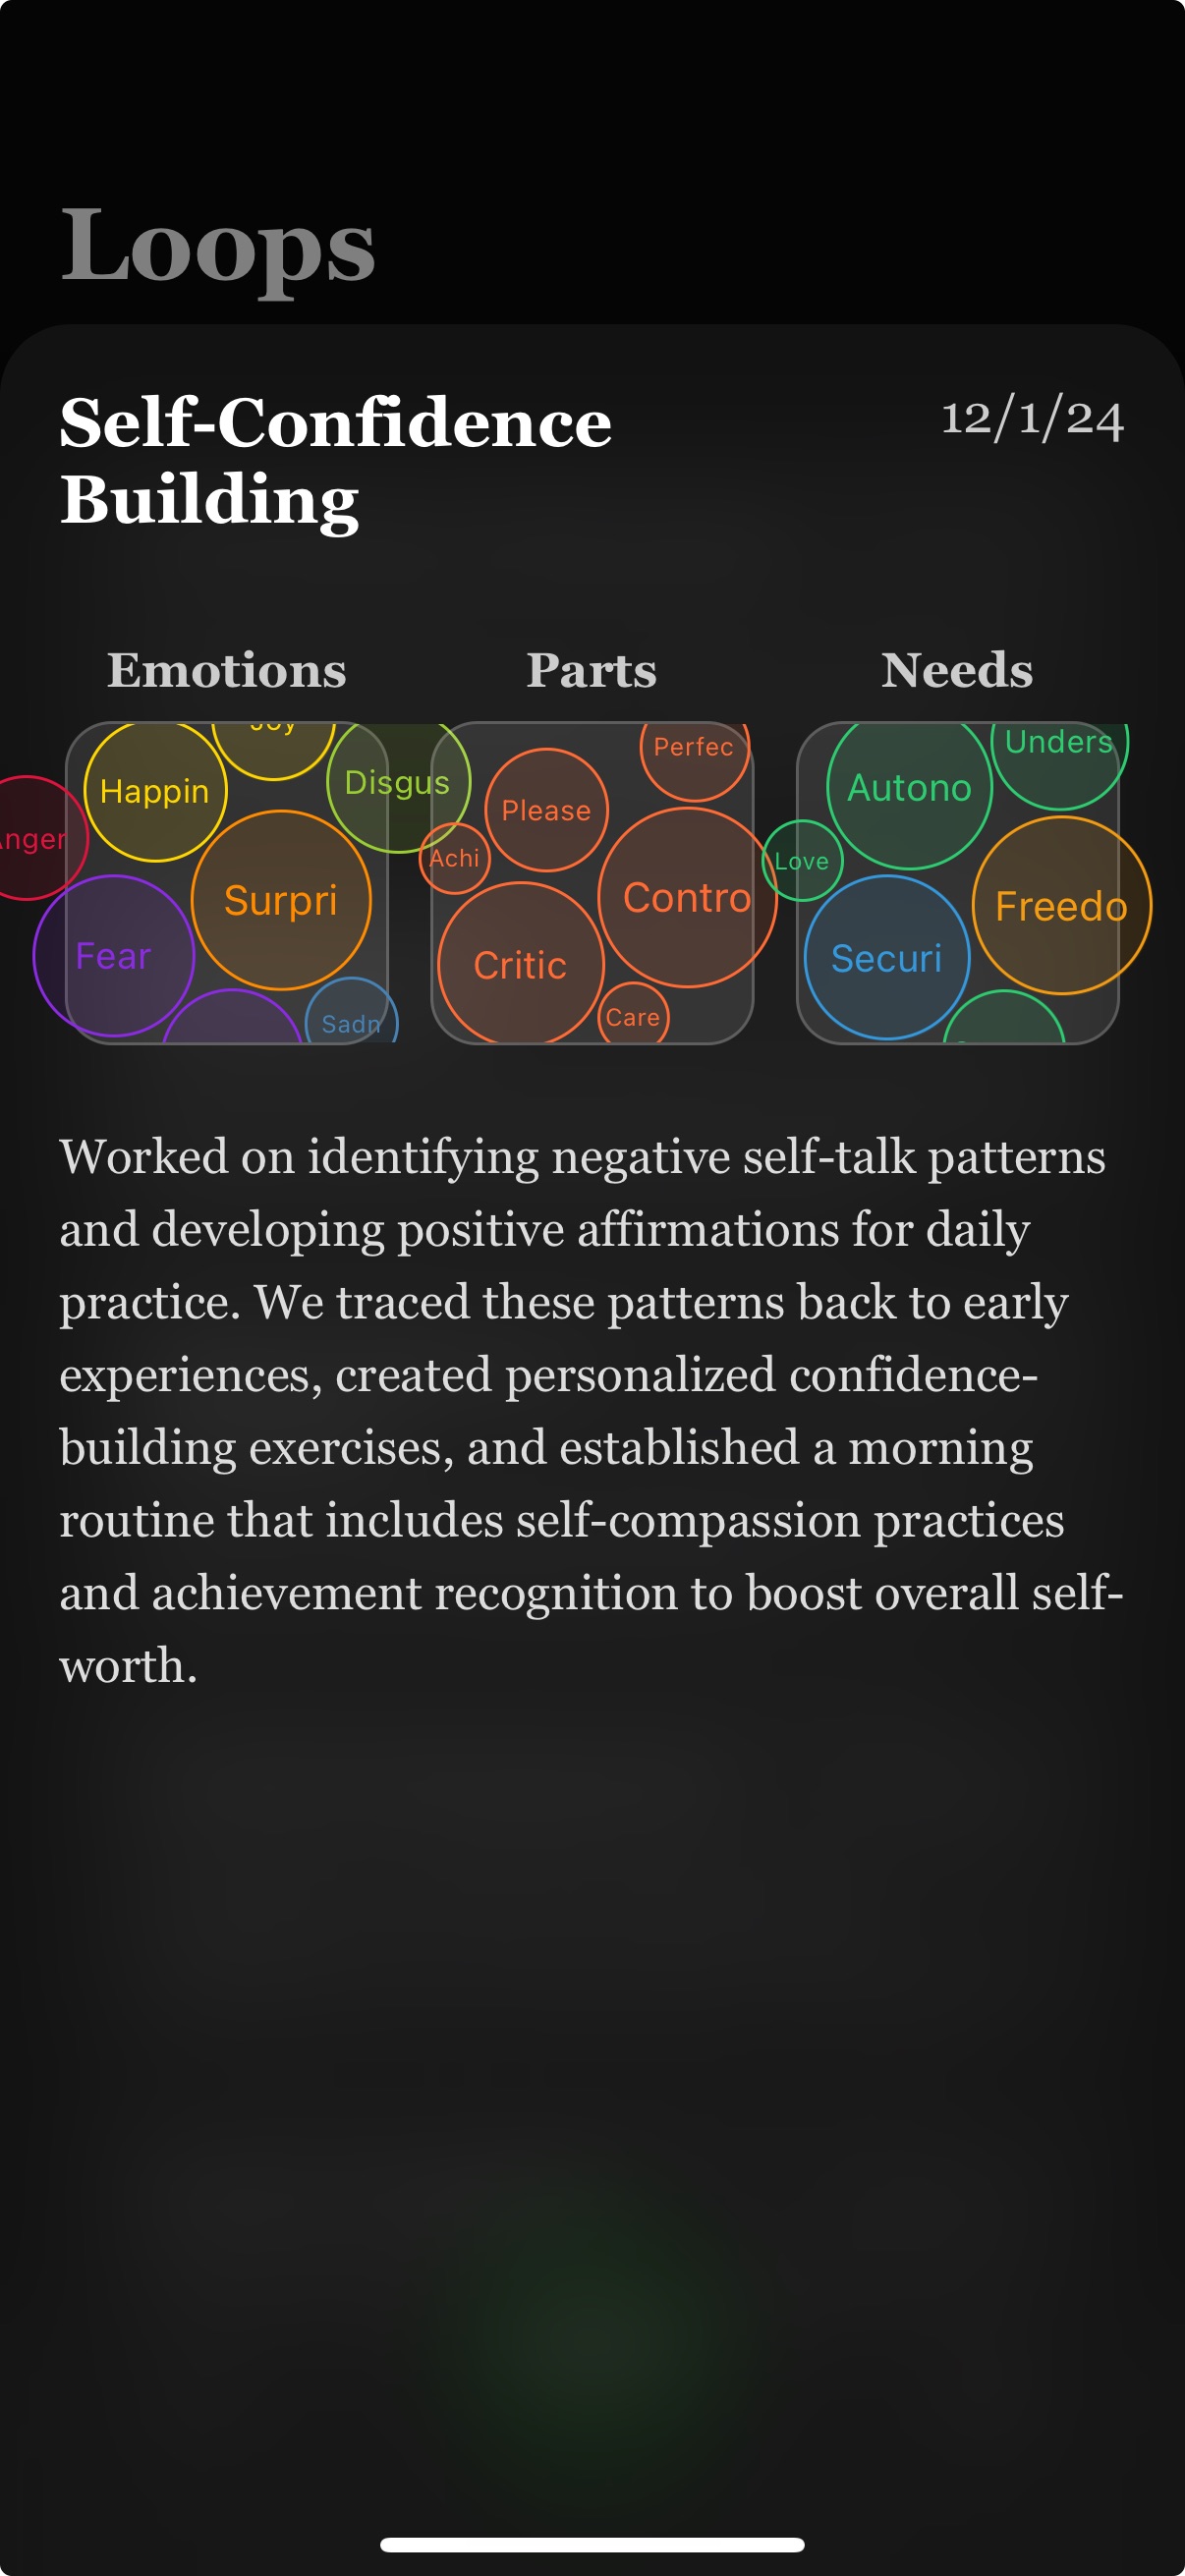 Loops
Self-Confidence
Building
12/1/24
Emotions
Parts
Needs
Joy
Happin
Disgus
Anger
Surpri
Fear
Sadn
Perfec
Please
Achi
Contro
Critic
Care
Unders
Autono
Love
Freedo
Securi
Worked on identifying negative self-talk patterns
and developing positive affirmations for daily
practice. We traced these patterns back to early
experiences, created personalized confidence-
building exercises, and established a morning
routine that includes self-compassion practices
and achievement recognition to boost overall self-
worth.